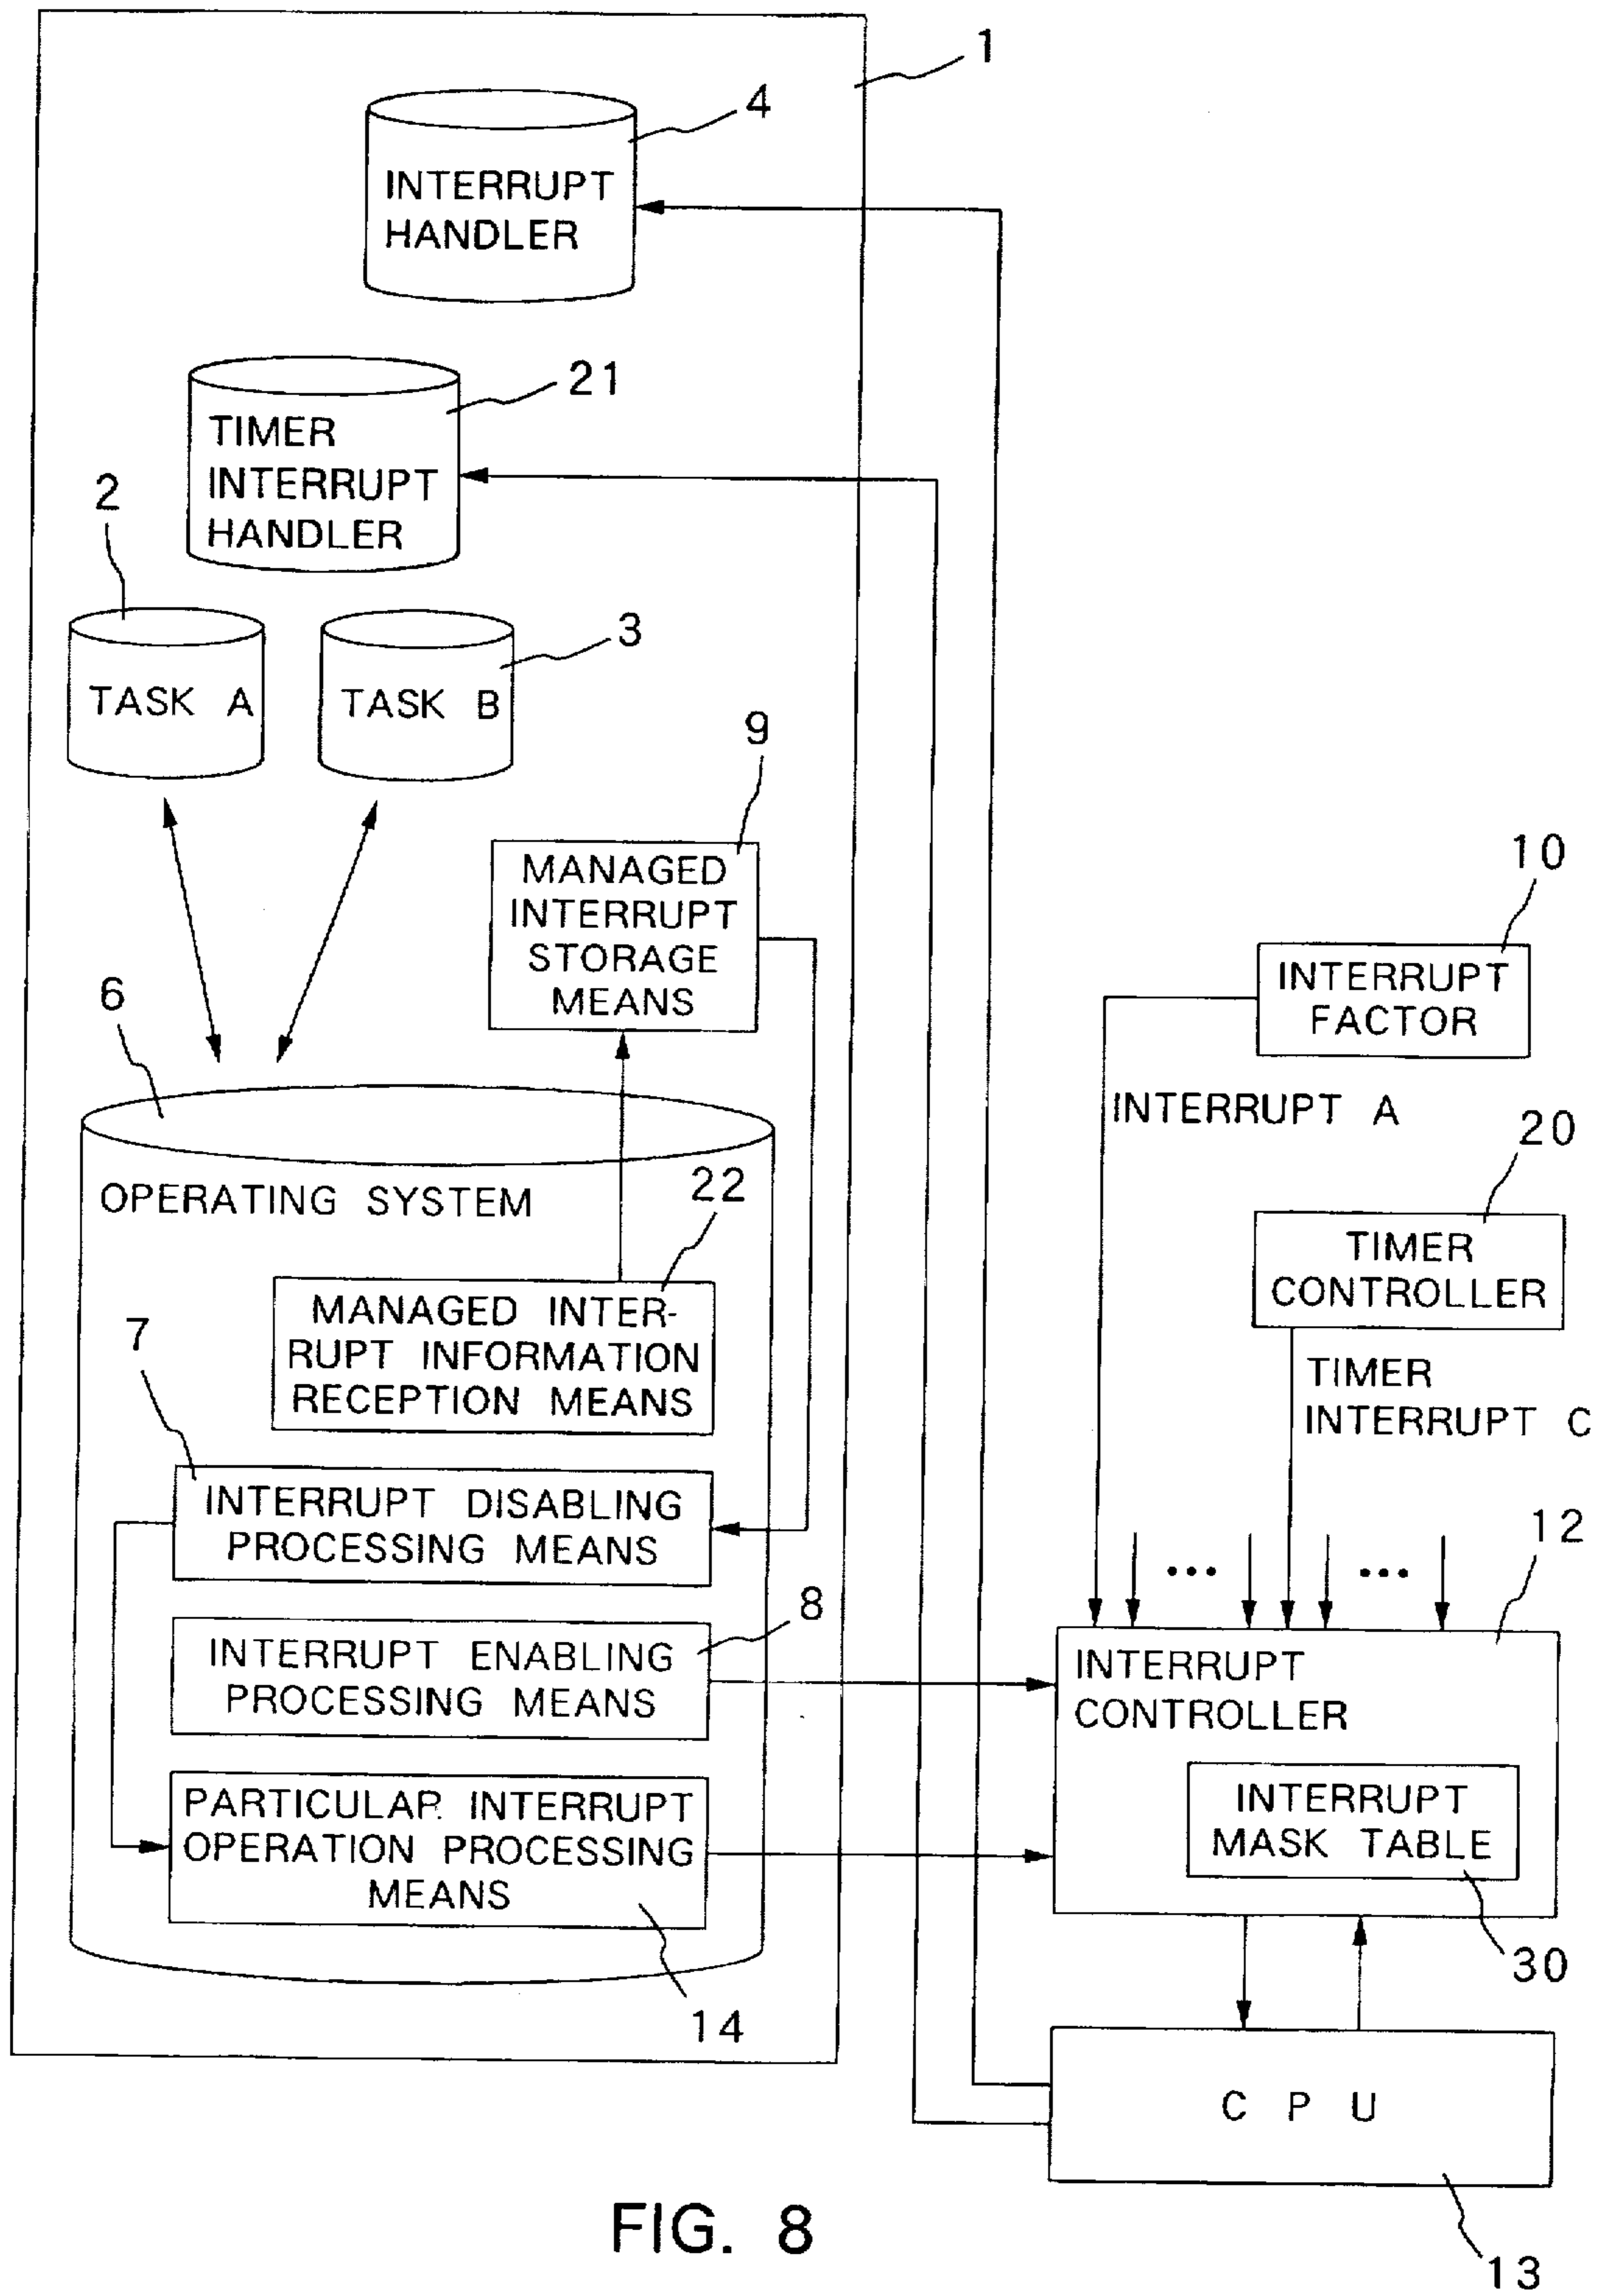 1
4
INTERRUPT
HANDLER
21
TIMER
INTERRUPT
HANDLER
2
3
TASK A
TASK B
9
MANAGED
INTERRUPT
STORAGE
MEANS
10
INTERRUPT
FACTOR
6
INTERRUPT A
20
OPERATING SYSTEM
22
TIMER
CONTROLLER
MANAGED INTER-
RUPT INFORMATION
RECEPTION MEANS
7
TIMER
INTERRUPT C
INTERRUPT DISABLING
PROCESSING MEANS
12
...
...
8
INTERRUPT ENABLING
PROCESSING MEANS
INTERRUPT
CONTROLLER
PARTICULAR INTERRUPT
OPERATION PROCESSING
MEANS
INTERRUPT
MASK TABLE
30
14
CPU
FIG. 8
13